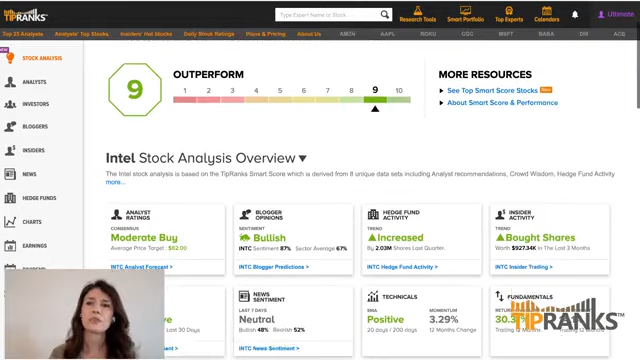 TIPRANKS
Type Expert Name or Stock
Research Tools
Smart Portfolio
Top Experts
Calendars
Ultimate
Top 25 Analysts
Analysts' Top Stocks
Insiders' Hot Stocks
Daily Stock Ratings
Plans & Pricing
About Us
AMZN
AAPL
ROKU
CGC
MSFT
BABA
DIS
ACB
NEW
STOCK ANALYSIS
ANALYSTS
INVESTORS
BLOGGERS
INSIDERS
NEWS
HEDGE FUNDS
CHARTS
EARNINGS
9
OUTPERFORM
1 2 3 4 5 6 7 8 9 10
MORE RESOURCES
See Top Smart Score Stocks New
About Smart Score & Performance
Intel Stock Analysis Overview
The Intel stock analysis is based on the TipRanks Smart Score which is derived from 8 unique data sets including Analyst recommendations, Crowd Wisdom, Hedge Fund Activity
more...
ANALYST
RATINGS
CONSENSUS
Moderate Buy
Average Price Target : $62.00
INTC Analyst Forecast >
BLOGGER
OPINIONS
SENTIMENT
Bullish
INTC Sentiment 87% Sector Average 67%
INTC Blogger Predictions >
HEDGE FUND
ACTIVITY
TREND
Increased
By 2.03M Shares Last Quarter.
INTC Hedge Fund Activity >
INSIDER
ACTIVITY
TREND
Bought Shares
Worth $927.34K In The Last 3 Months
INTC Insider Trading >
Last 30 Days
NEWS
SENTIMENT
LAST 7 DAYS
Neutral
Bullish 48% Bearish 52%
INTC News Sentiment >
TECHNICALS
SMA
Positive
20 days / 200 days
MOMENTUM
3.29%
12 Months Change
FUNDAMENTALS
TIPRANKS™